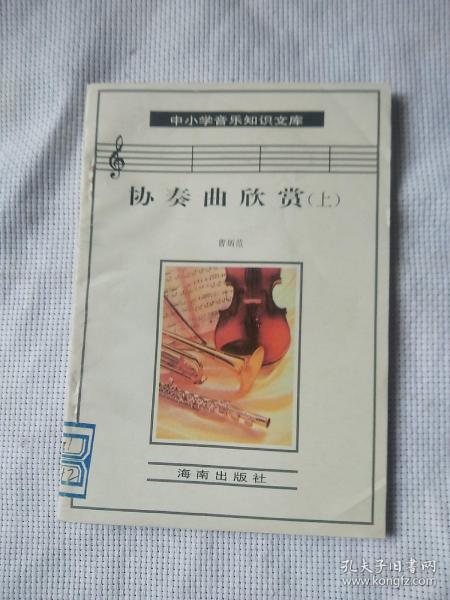 中小学音乐知识文库
协奏曲欣赏(上)
曹炳范
海南出版社
孔夫子旧书网
www.kongfz.com